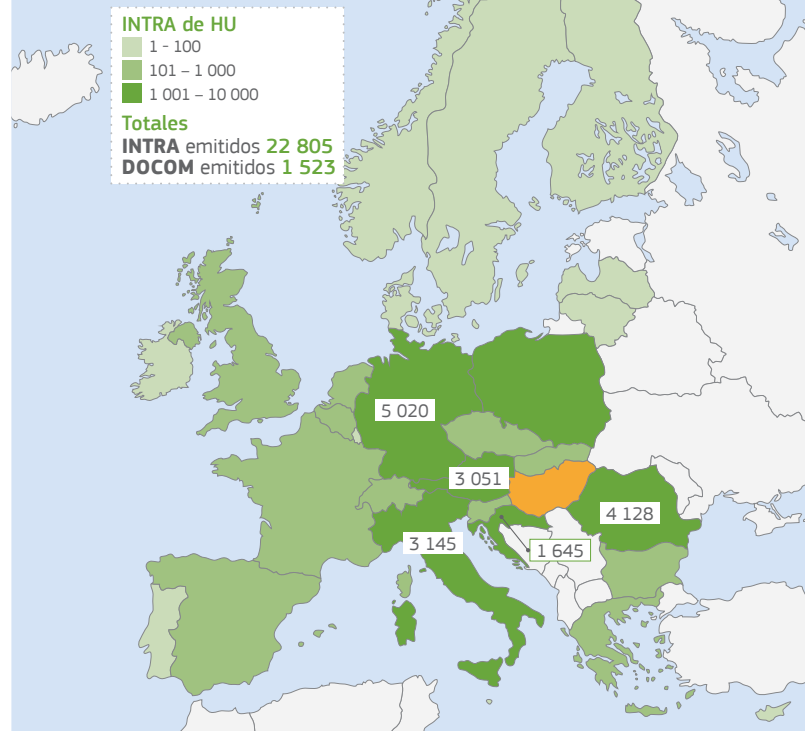 INTRA de HU
1 - 100
101 – 1 000
1 001 – 10 000
Totales
INTRA emitidos 22 805
DOCOM emitidos 1 523
5 020
3 051
4 128
3 145
1 645